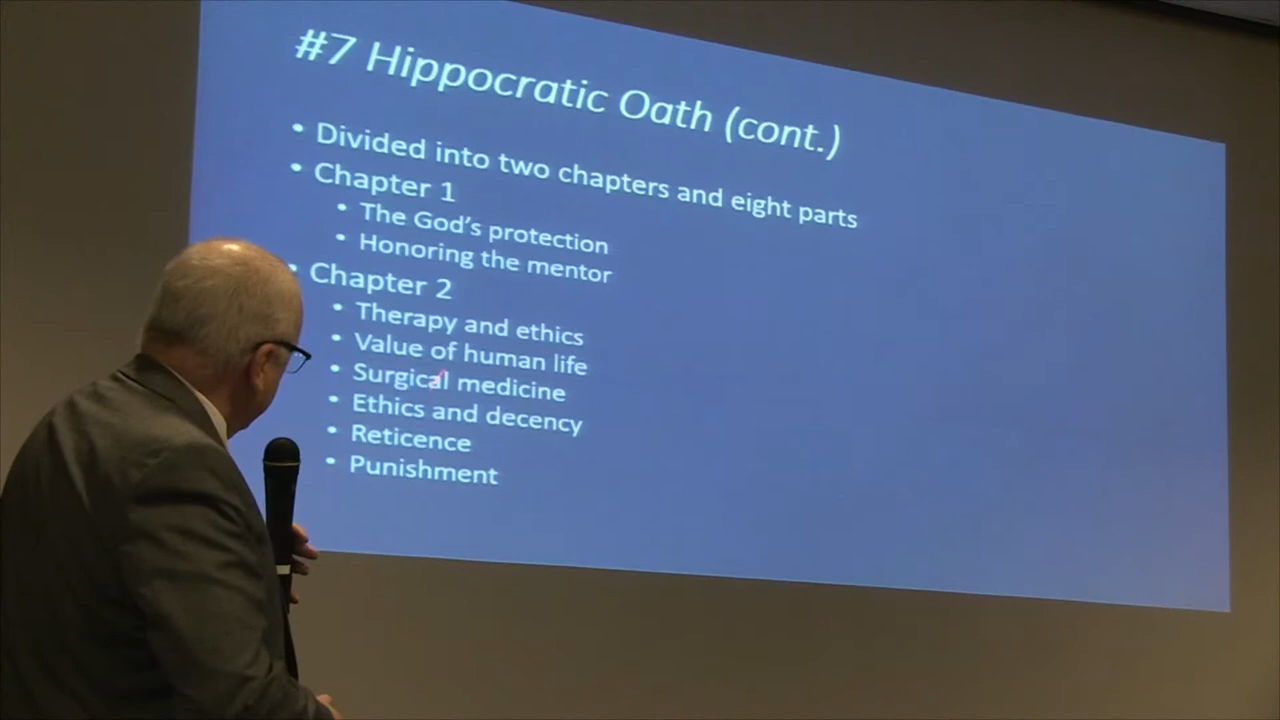 #7 Hippocratic Oath (cont.)
• Divided into two chapters and eight parts
• Chapter 1
• The God's protection
• Honoring the mentor
• Chapter 2
• Therapy and ethics
• Value of human life
• Surgical medicine
• Ethics and decency
• Reticence
• Punishment